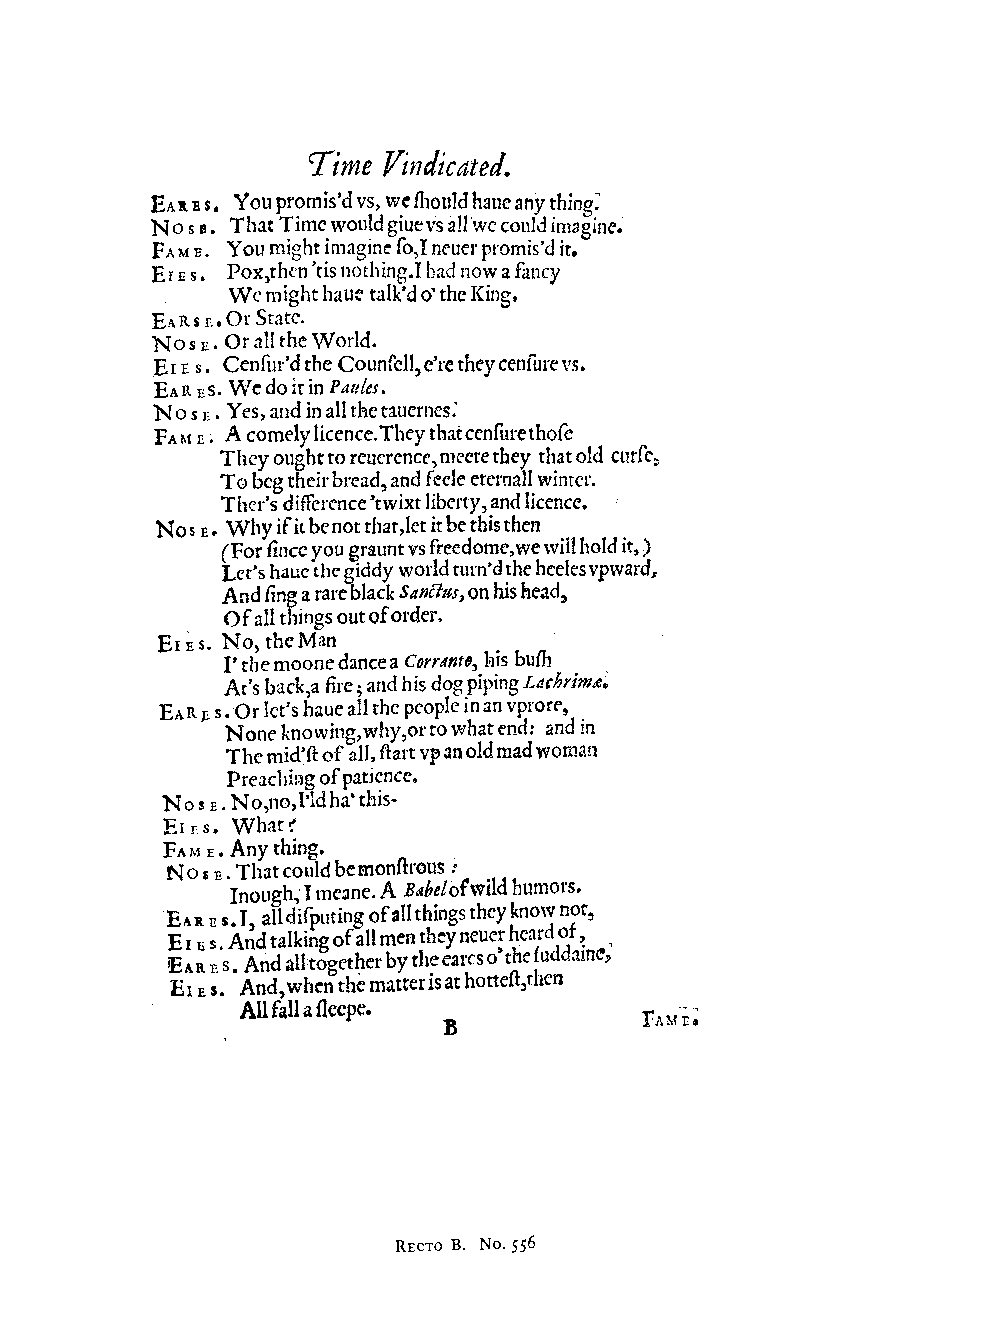 Time Vindicated.
EARES. You promis'd vs, we ſhould haue any thing.
NOSE. That Time would giue vs all we could imagine.
FAME. You might imagine ſo, I neuer promis'd it.
EIES. Pox, then 'tis nothing. I had now a fancy
We might haue talk'd o' the King.
EARSE. Or State.
NOSE. Or all the World.
EIES. Cenſur'd the Counſell, e're they cenſure vs.
EARES. We do it in Paules.
NOSE. Yes, and in all the tauernes.
FAME. A comely licence. They that cenſure thoſe
They ought to reuerence, meete they that old curſe,
To beg their bread, and feele eternall winter.
Ther's difference 'twixt liberty, and licence.
NOSE. Why if it be not that, let it be this then
(For ſince you graunt vs freedome, we will hold it,)
Let's haue the giddy world turn'd the heeles vpward,
And ſing a rare black Sanctus, on his head,
Of all things out of order.
EIES. No, the Man
I' the moone dance a Corranto, his buſh
At's back, a fire; and his dog piping Lachrimæ.
EARES. Or let's haue all the people in an vprore,
None knowing, why, or to what end: and in
The mid'ſt of all, ſtart vp an old mad woman
Preaching of patience.
NOSE. No, no, I'ld ha' this-
EIES. What?
FAME. Any thing.
NOSE. That could be monſtrous:
Inough, I meane. A Babel of wild humors.
EARES. I, all diſputing of all things they know not,
EIES. And talking of all men they neuer heard of,
EARES. And all together by the eares o' the ſuddaine,
EIES. And, when the matter is at hotteſt, then
All fall a ſleepe.
B FAME.
RECTO B. No. 556